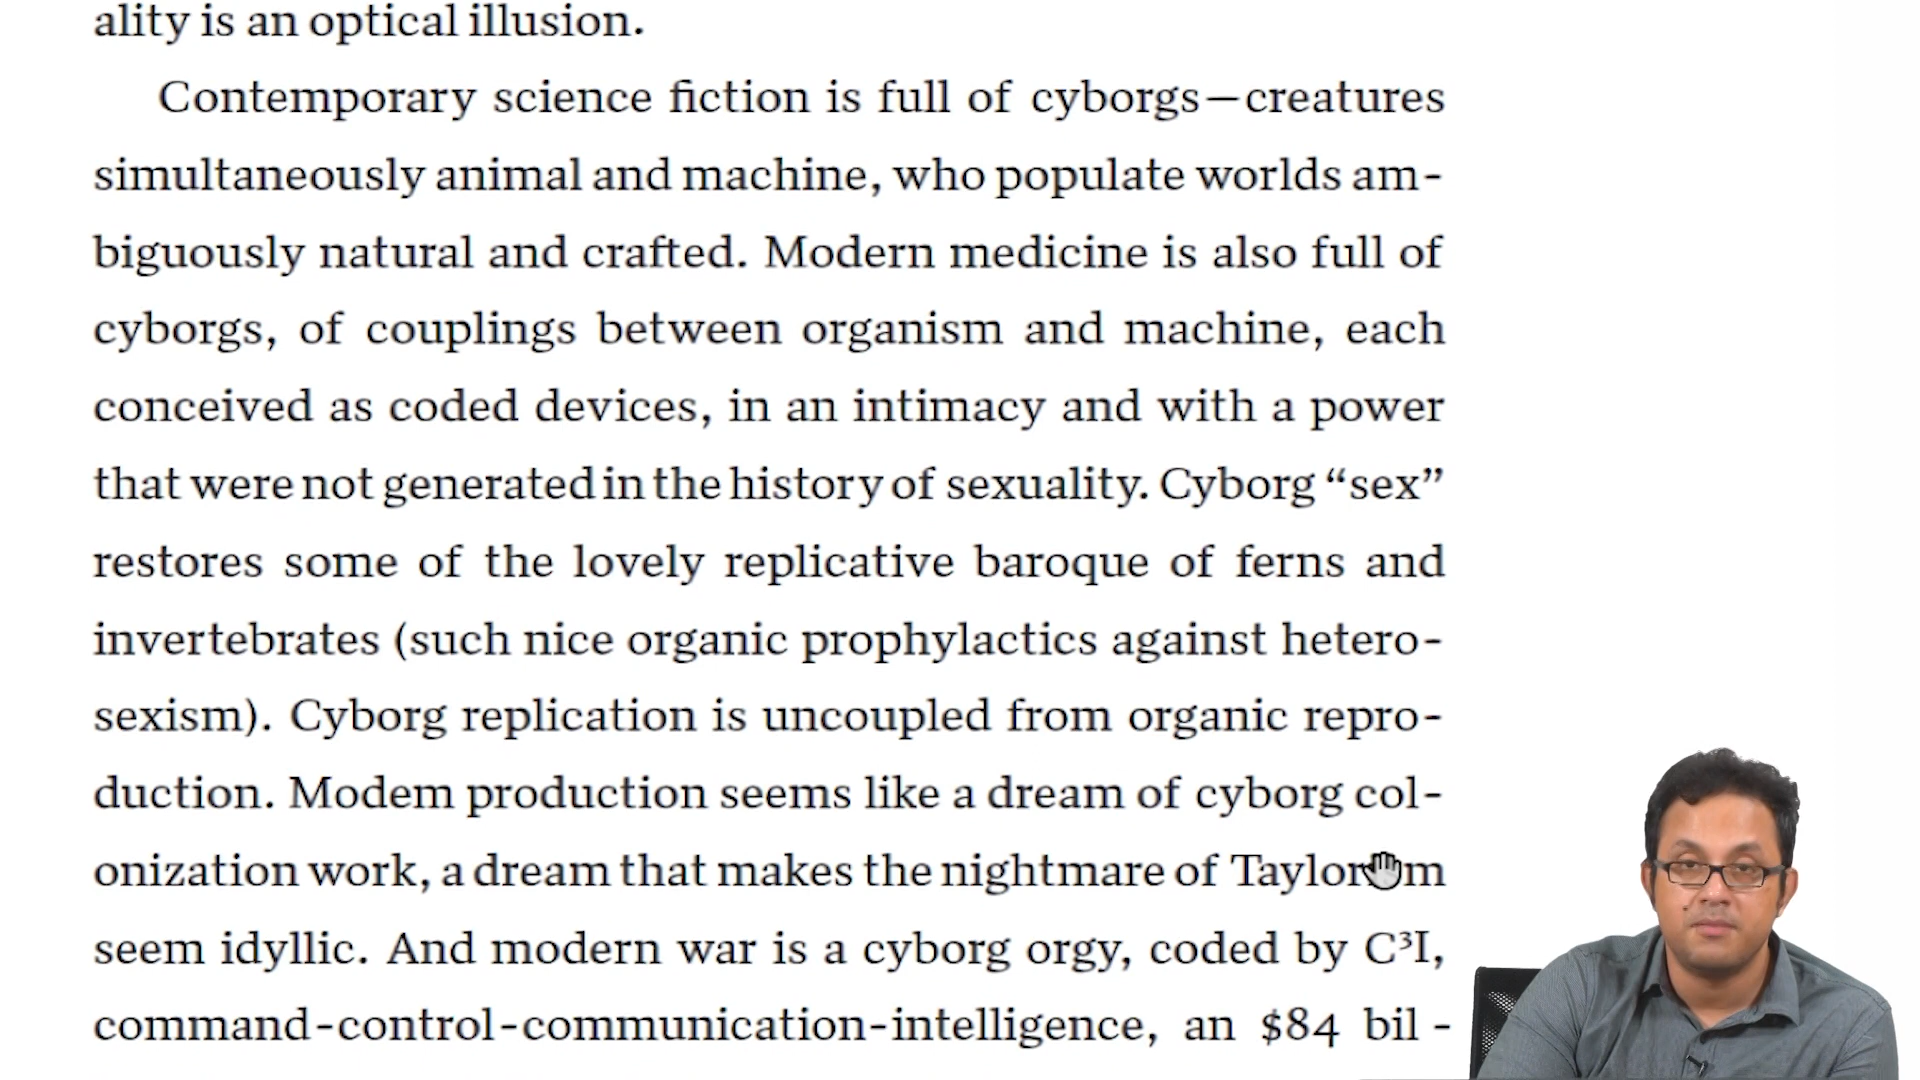 ality is an optical illusion.
Contemporary science fiction is full of cyborgs—creatures
simultaneously animal and machine, who populate worlds am-
biguously natural and crafted. Modern medicine is also full of
cyborgs, of couplings between organism and machine, each
conceived as coded devices, in an intimacy and with a power
that were not generated in the history of sexuality. Cyborg “sex”
restores some of the lovely replicative baroque of ferns and
invertebrates (such nice organic prophylactics against hetero-
sexism). Cyborg replication is uncoupled from organic repro-
duction. Modem production seems like a dream of cyborg col-
onization work, a dream that makes the nightmare of
seem idyllic. And modern war is a cyborg orgy, coded by C³I,
command-control-communication-intelligence, an $84 bil-